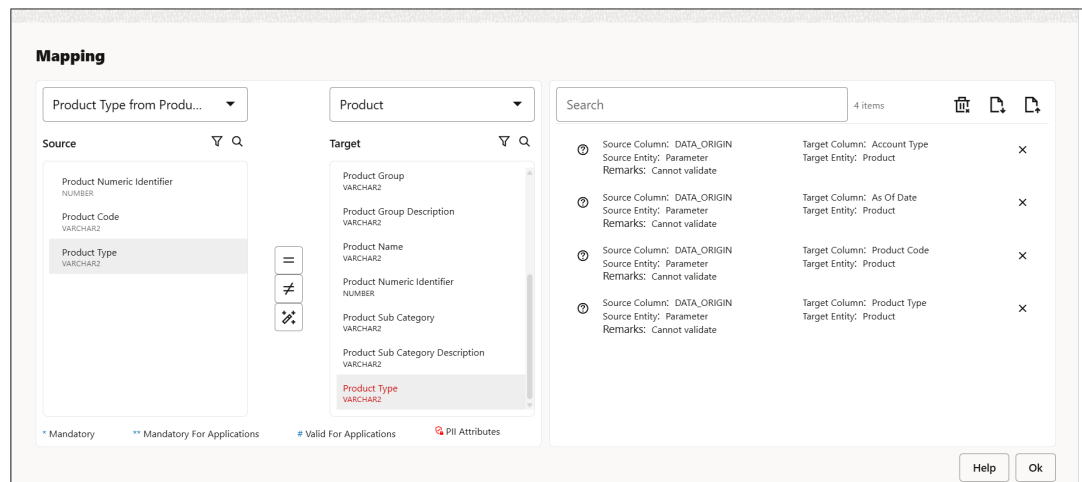 Mapping
Product Type from Produ...
Product
Search
4 items
Source
Target
Product Numeric Identifier
NUMBER
Product Code
VARCHAR2
Product Type
VARCHAR2
Product Group
VARCHAR2
Product Group Description
VARCHAR2
Product Name
VARCHAR2
Product Numeric Identifier
NUMBER
Product Sub Category
VARCHAR2
Product Sub Category Description
VARCHAR2
Product Type
VARCHAR2
Source Column: DATA_ORIGIN Target Column: Account Type
Source Entity: Parameter Target Entity: Product
Remarks: Cannot validate
Source Column: DATA_ORIGIN Target Column: As Of Date
Source Entity: Parameter Target Entity: Product
Remarks: Cannot validate
Source Column: DATA_ORIGIN Target Column: Product Code
Source Entity: Parameter Target Entity: Product
Remarks: Cannot validate
Source Column: DATA_ORIGIN Target Column: Product Type
Source Entity: Parameter Target Entity: Product
Remarks: Cannot validate
* Mandatory ** Mandatory For Applications # Valid For Applications PII Attributes
Help Ok